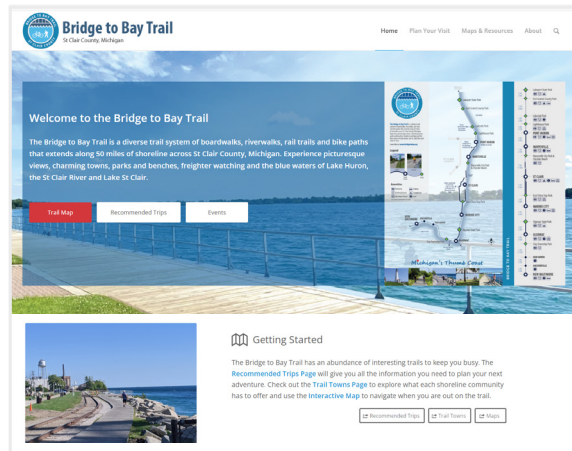 Bridge to Bay Trail
St Clair County, Michigan
Home Plan Your Visit Maps & Resources About
Welcome to the Bridge to Bay Trail
The Bridge to Bay Trail is a diverse trail system of boardwalks, riverwalks, rail trails and bike paths
that extends along 50 miles of shoreline across St Clair County, Michigan. Experience picturesque
views, charming towns, parks and benches, freighter watching and the blue waters of Lake Huron,
the St Clair River and Lake St Clair.
Trail Map Recommended Trips Events
Michigan's Thumb Coast
BRIDGE TO BAY TRAIL
Getting Started
The Bridge to Bay Trail has an abundance of interesting trails to keep you busy. The
Recommended Trips Page will give you all the information you need to plan your next
adventure. Check out the Trail Towns Page to explore what each shoreline community
has to offer and use the Interactive Map to navigate when you are out on the trail.
Recommended Trips Trail Towns Maps